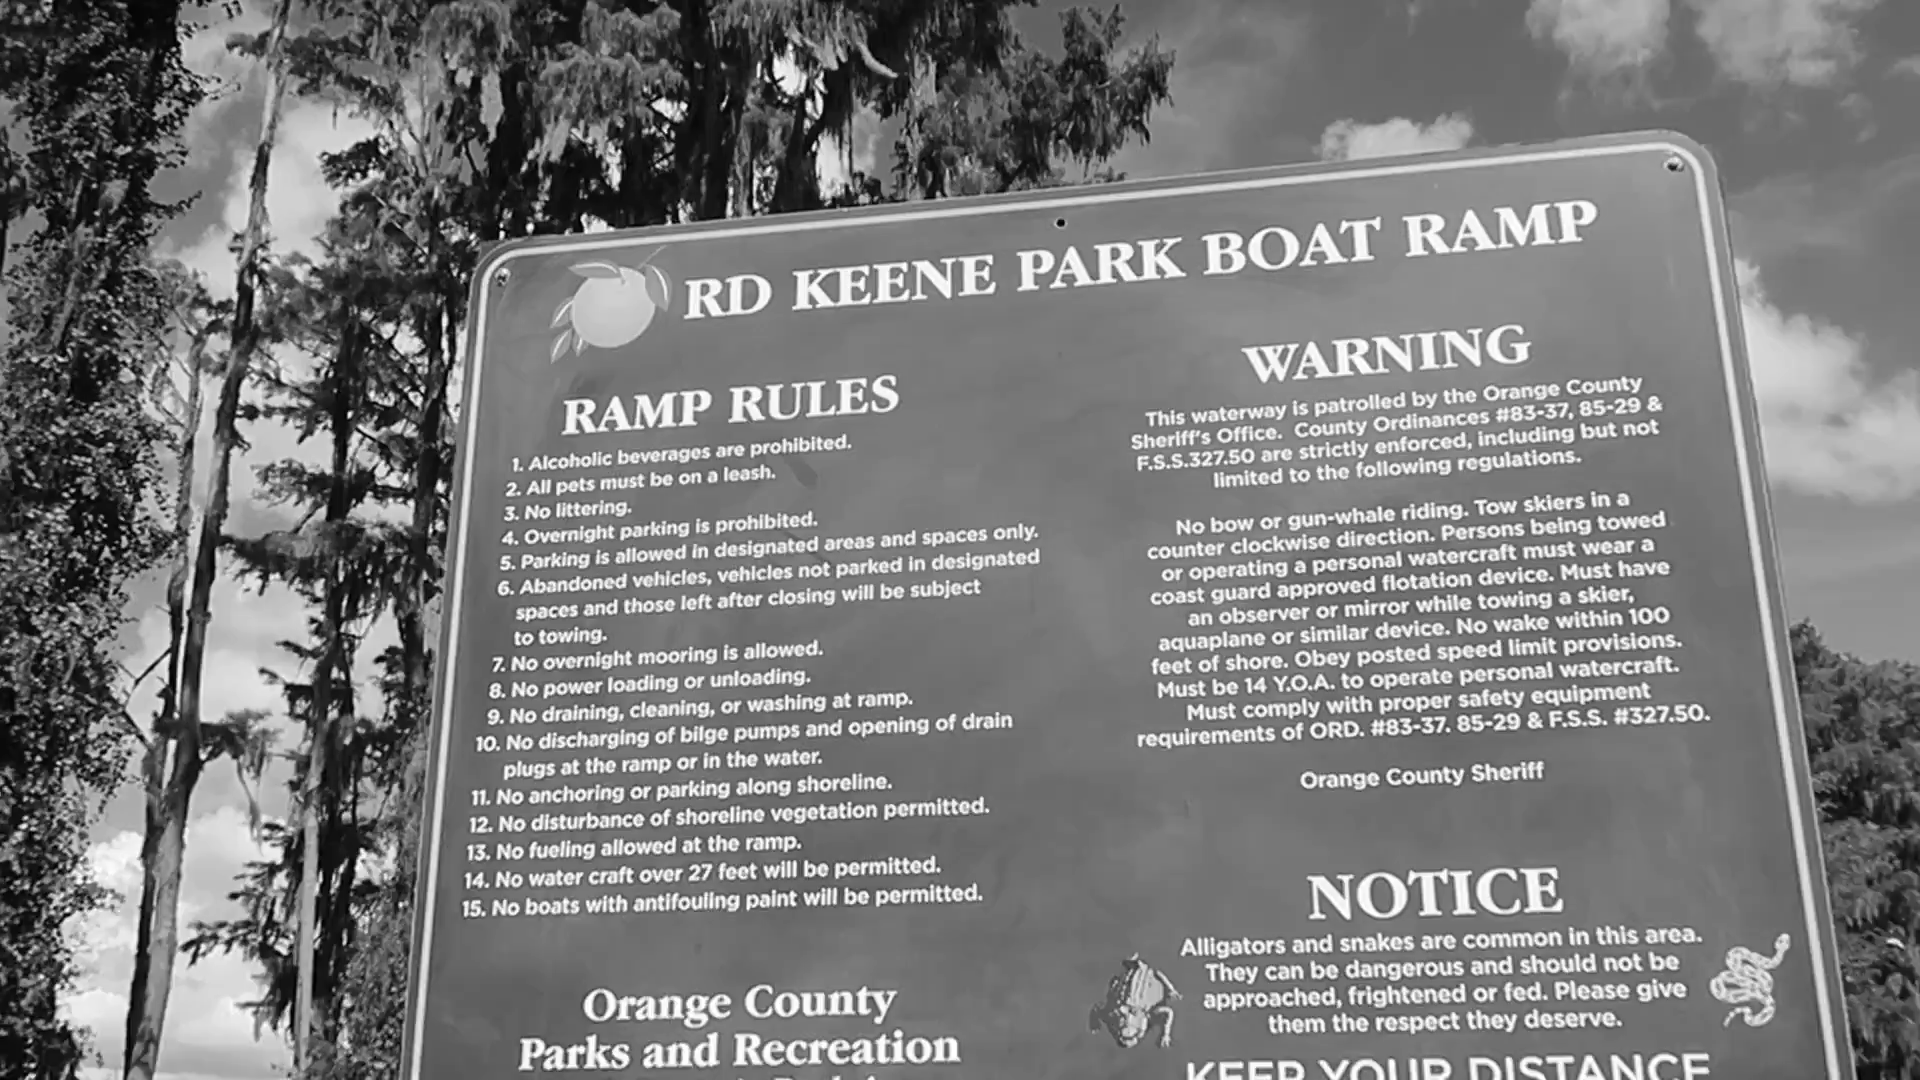 RD KEENE PARK BOAT RAMP
RAMP RULES
1. Alcoholic beverages are prohibited.
2. All pets must be on a leash.
3. No littering.
4. Overnight parking is prohibited.
5. Parking is allowed in designated areas and spaces only.
6. Abandoned vehicles, vehicles not parked in designated
spaces and those left after closing will be subject
to towing.
7. No overnight mooring is allowed.
8. No power loading or unloading.
9. No draining, cleaning, or washing at ramp.
10. No discharging of bilge pumps and opening of drain
plugs at the ramp or in the water.
11. No anchoring or parking along shoreline.
12. No disturbance of shoreline vegetation permitted.
13. No fueling allowed at the ramp.
14. No water craft over 27 feet will be permitted.
15. No boats with antifouling paint will be permitted.
Orange County
Parks and Recreation
WARNING
This waterway is patrolled by the Orange County
Sheriff's Office. County Ordinances #83-37, 85-29 &
F.S.S.327.50 are strictly enforced, including but not
limited to the following regulations.
No bow or gun-whale riding. Tow skiers in a
counter clockwise direction. Persons being towed
or operating a personal watercraft must wear a
coast guard approved flotation device. Must have
an observer or mirror while towing a skier,
aquaplane or similar device. No wake within 100
feet of shore. Obey posted speed limit provisions.
Must be 14 Y.O.A. to operate personal watercraft.
Must comply with proper safety equipment
requirements of ORD. #83-37. 85-29 & F.S.S. #327.50.
Orange County Sheriff
NOTICE
Alligators and snakes are common in this area.
They can be dangerous and should not be
approached, frightened or fed. Please give
them the respect they deserve.
KEEP YOUR DISTANCE